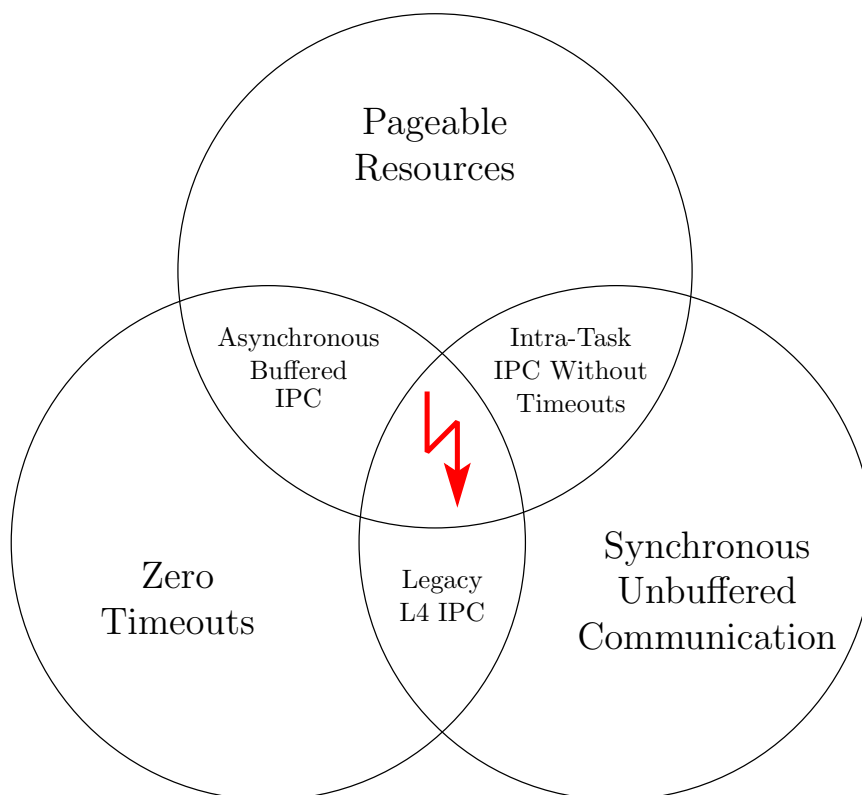 Pageable
Resources
Asynchronous
Buffered
IPC
Intra-Task
IPC Without
Timeouts
Zero
Timeouts
Legacy
L4 IPC
Synchronous
Unbuffered
Communication